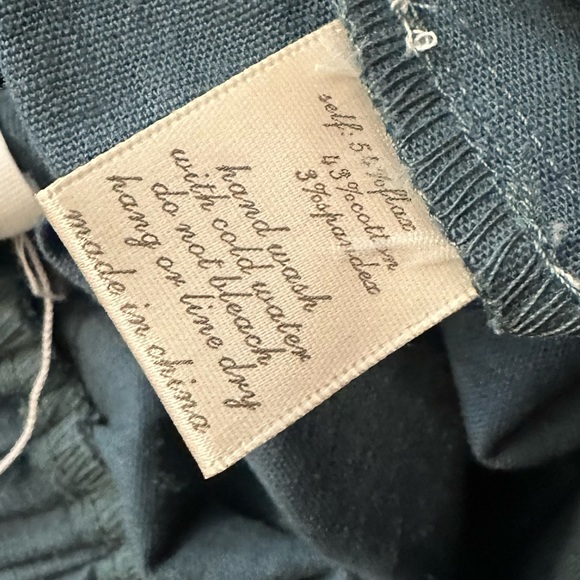 self: 54%flax
43%cotton
3%spandex
hand wash
with cold water
do not bleach
hang or line dry
made in china